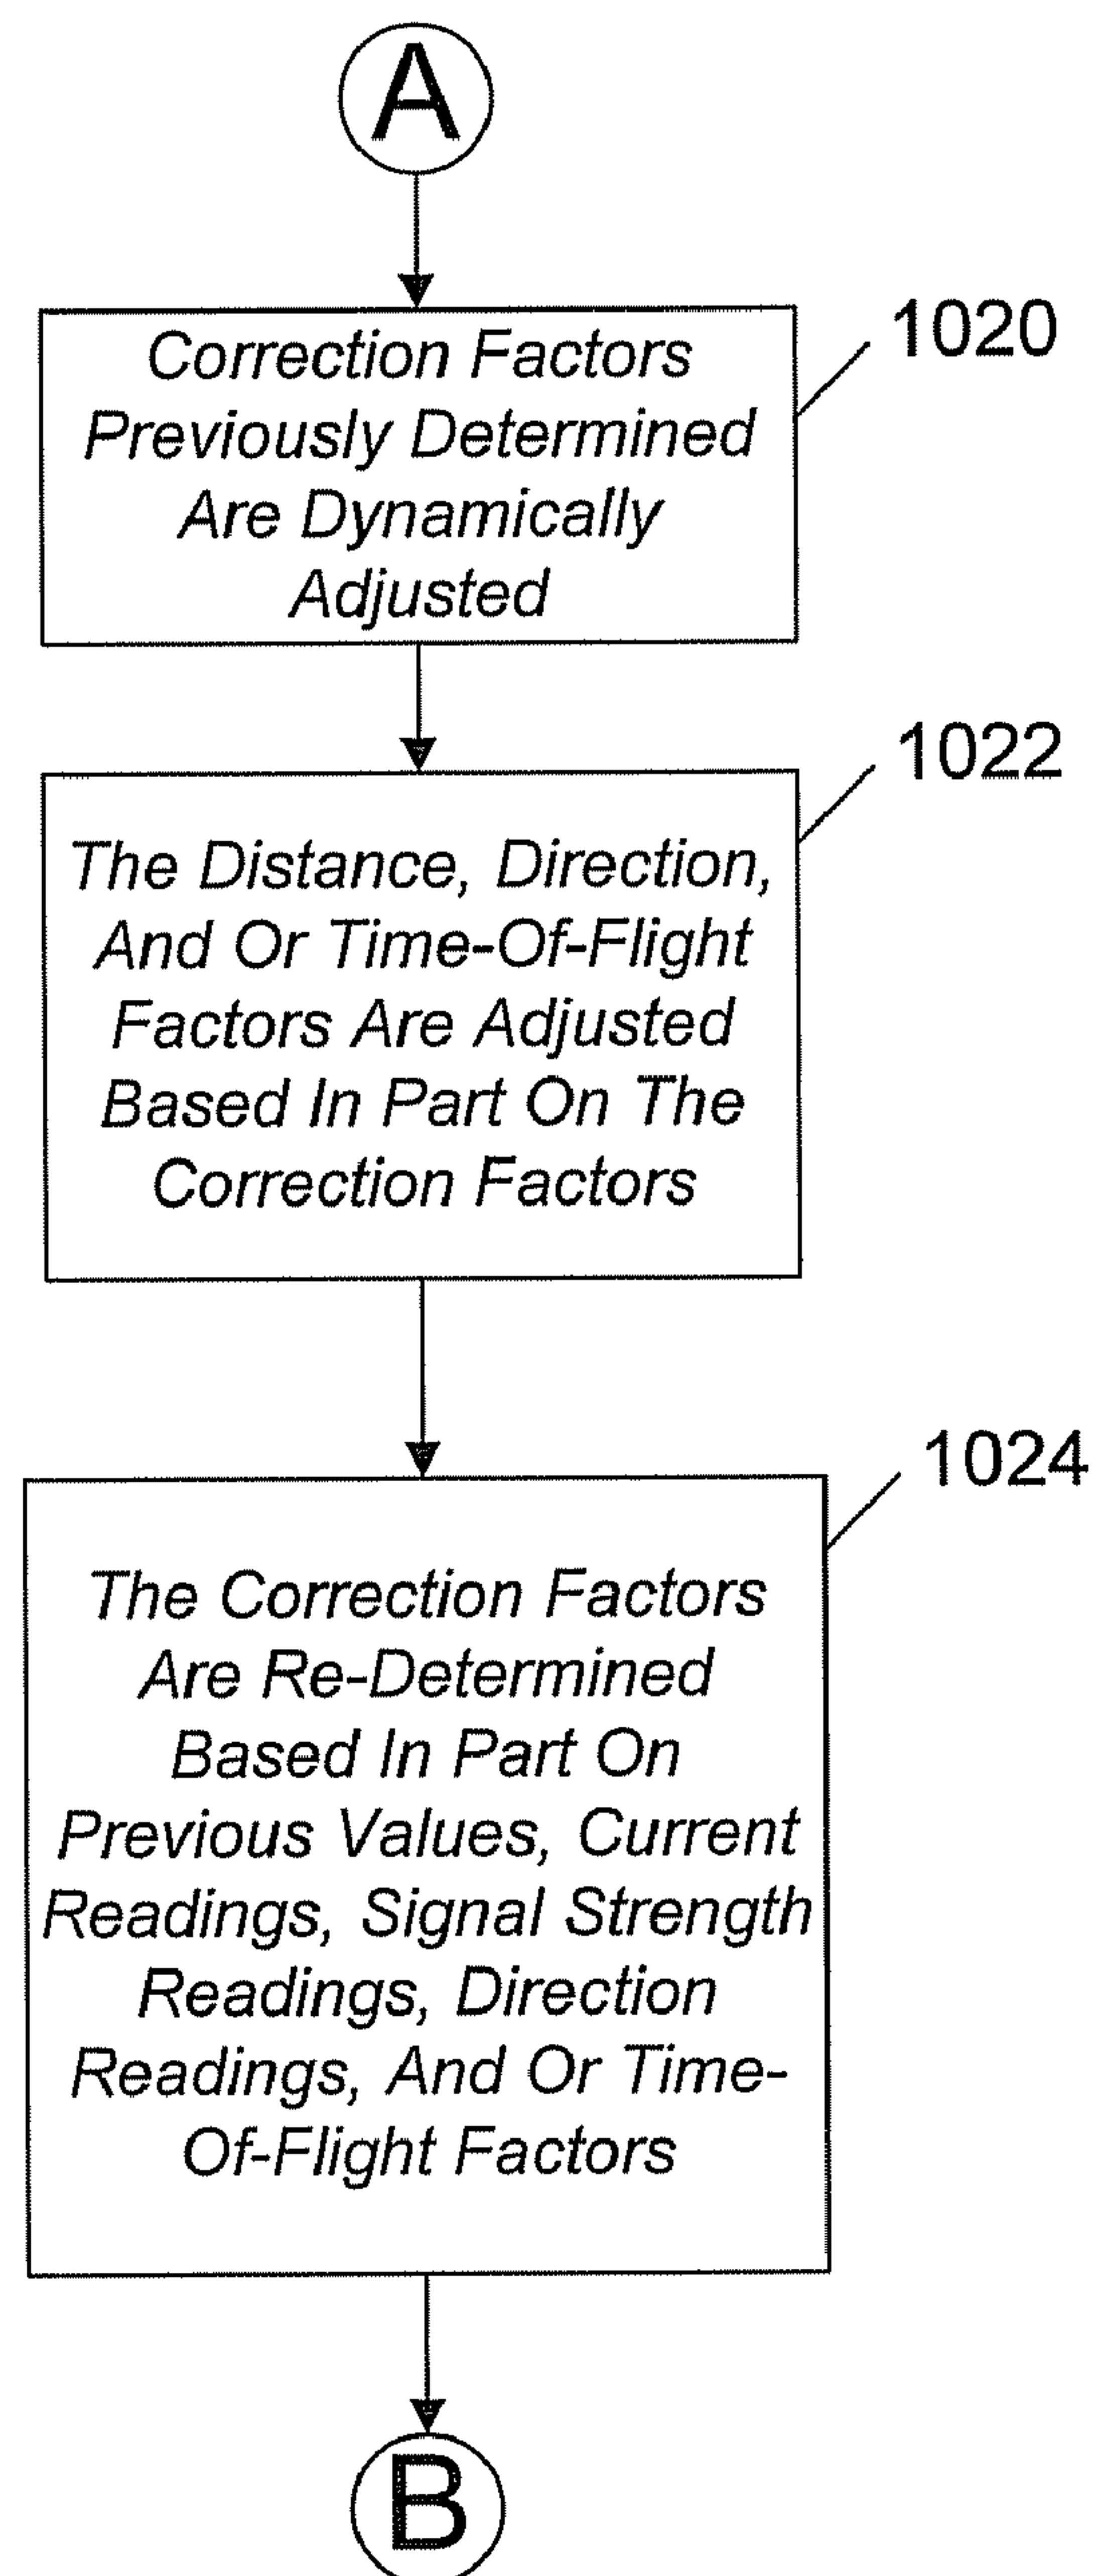 A
Correction Factors
Previously Determined
Are Dynamically
Adjusted
1020
The Distance, Direction,
And Or Time-Of-Flight
Factors Are Adjusted
Based In Part On The
Correction Factors
1022
The Correction Factors
Are Re-Determined
Based In Part On
Previous Values, Current
Readings, Signal Strength
Readings, Direction
Readings, And Or Time-
Of-Flight Factors
1024
B